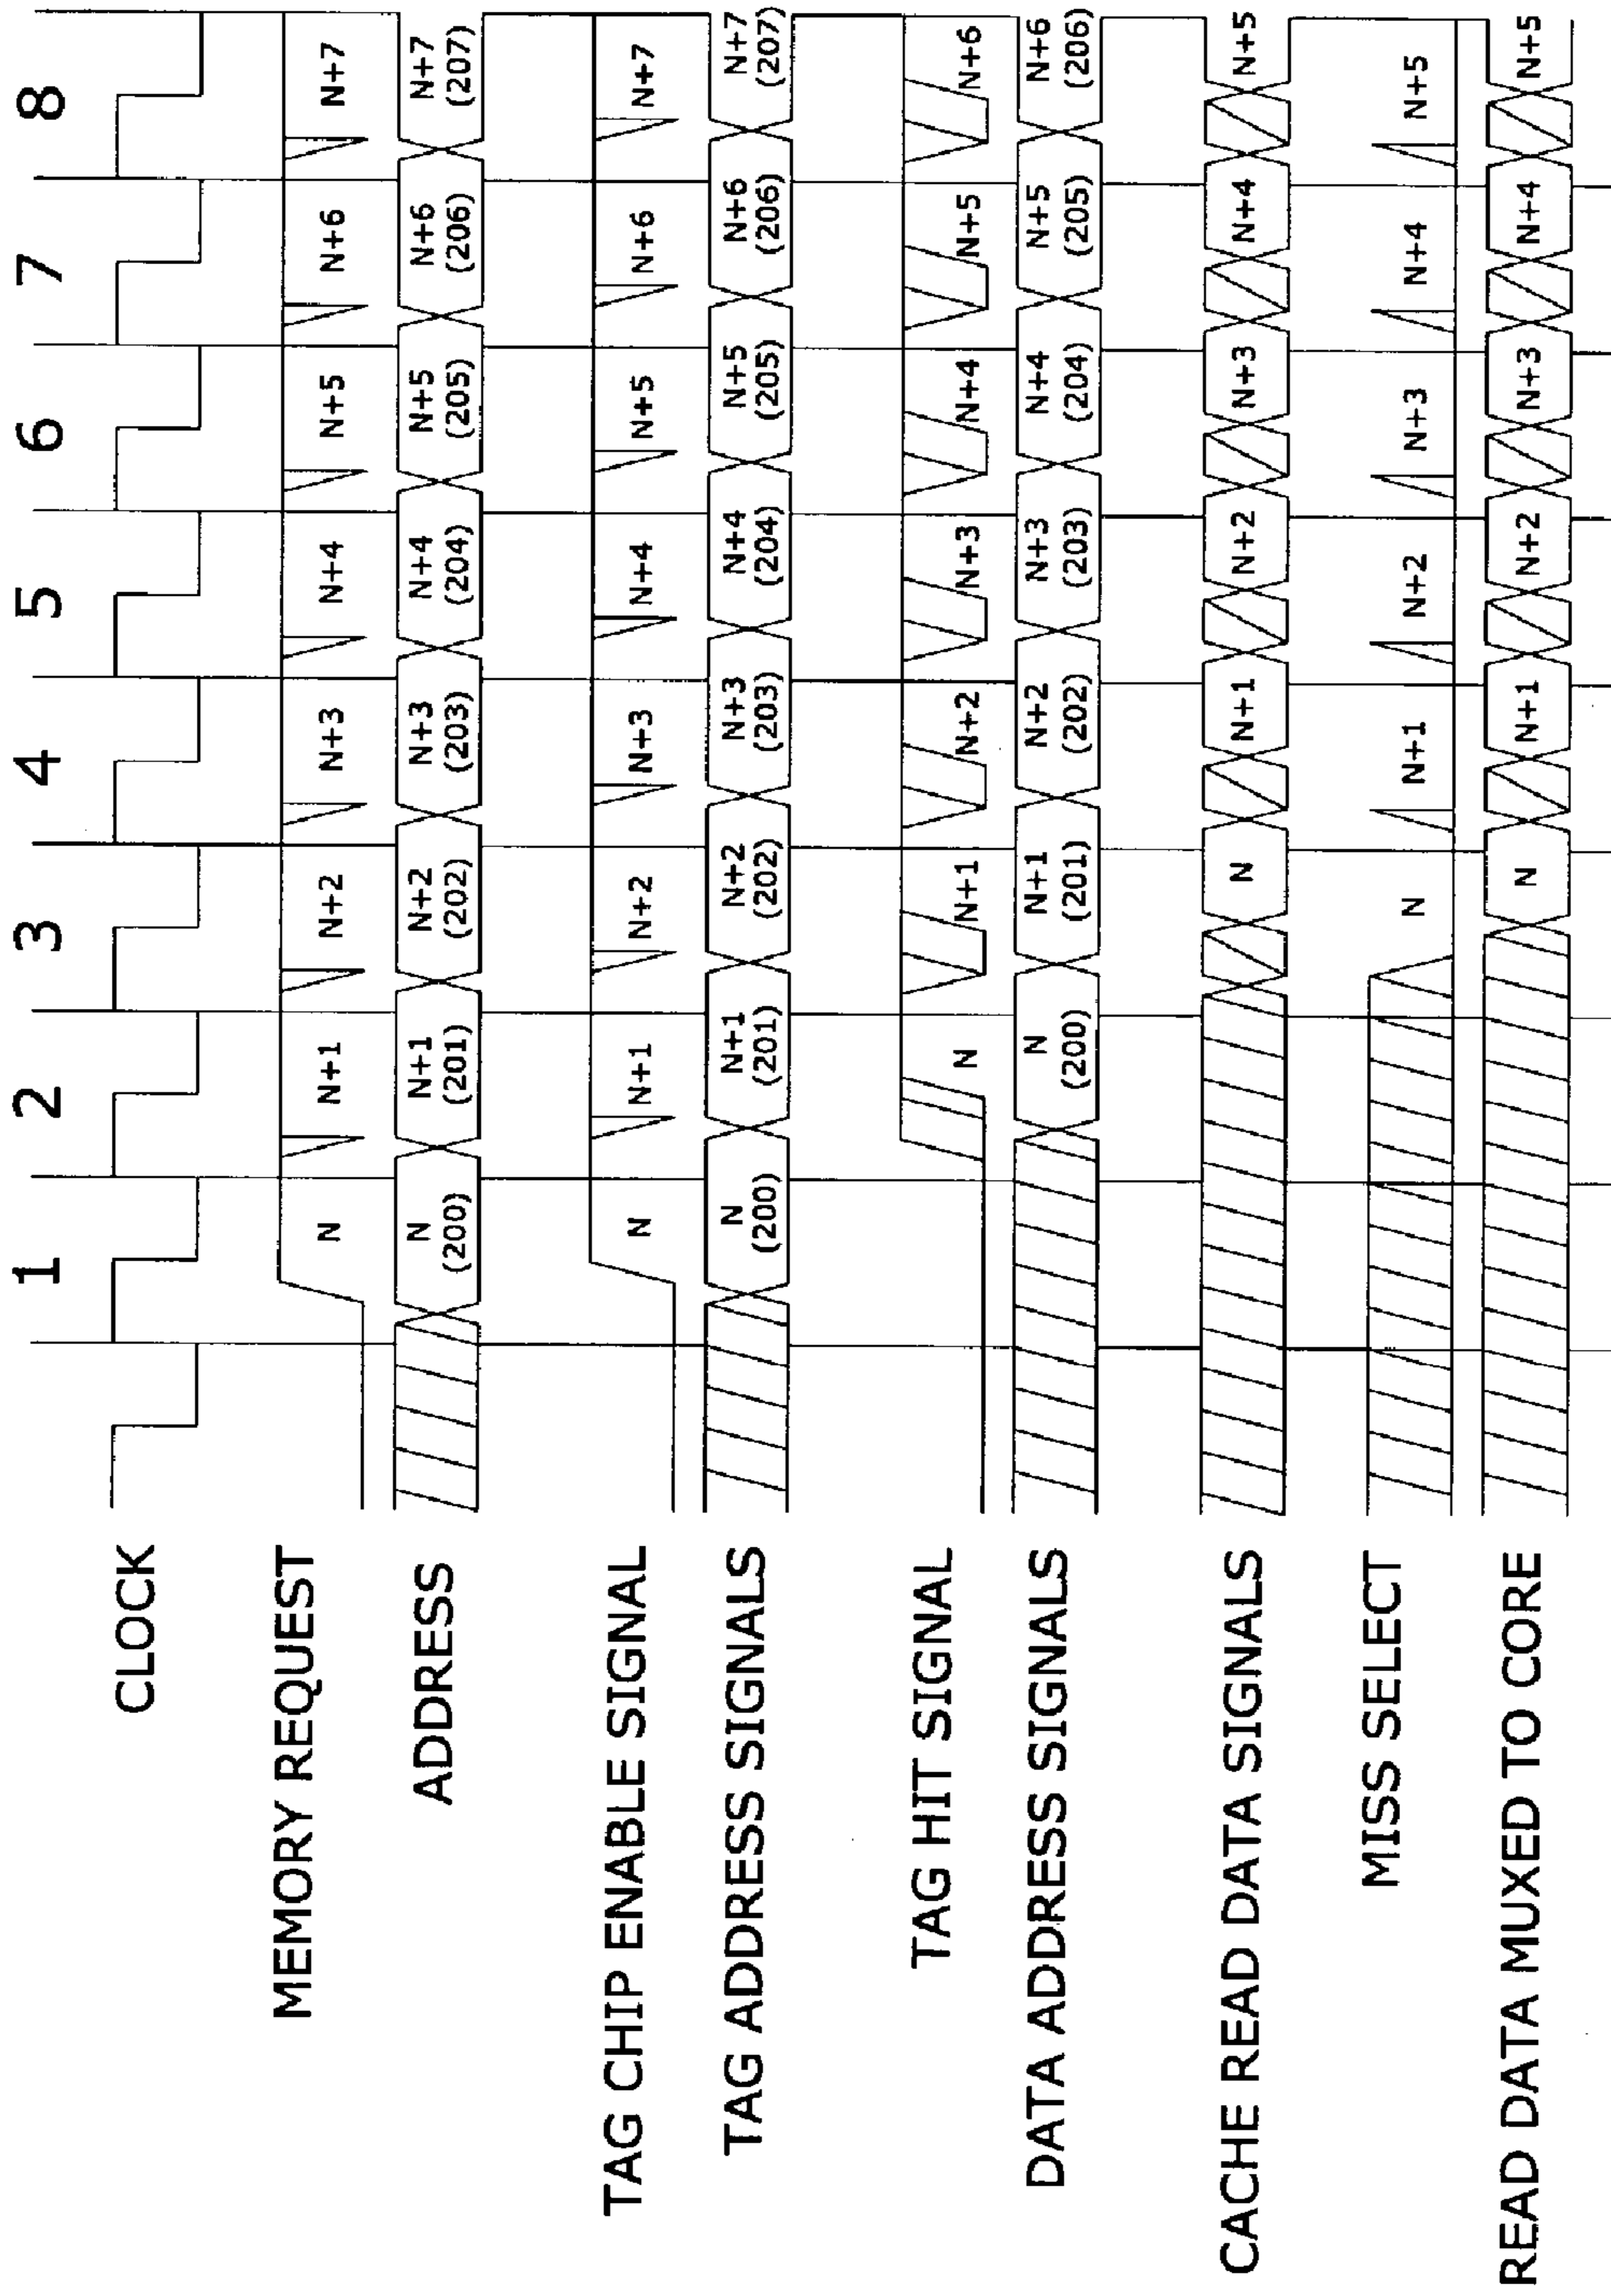 1 2 3 4 5 6 7 8
CLOCK
MEMORY REQUEST N N+1 N+2 N+3 N+4 N+5 N+6 N+7
ADDRESS N N+1 N+2 N+3 N+4 N+5 N+6 N+7
(200) (201) (202) (203) (204) (205) (206) (207)
TAG CHIP ENABLE SIGNAL N N+1 N+2 N+3 N+4 N+5 N+6 N+7
TAG ADDRESS SIGNALS N N+1 N+2 N+3 N+4 N+5 N+6 N+7
(200) (201) (202) (203) (204) (205) (206) (207)
TAG HIT SIGNAL N N+1 N+2 N+3 N+4 N+5 N+6
DATA ADDRESS SIGNALS N N+1 N+2 N+3 N+4 N+5 N+6
(200) (201) (202) (203) (204) (205) (206)
CACHE READ DATA SIGNALS N N+1 N+2 N+3 N+4 N+5
MISS SELECT N N+1 N+2 N+3 N+4 N+5
READ DATA MUXED TO CORE N N+1 N+2 N+3 N+4 N+5